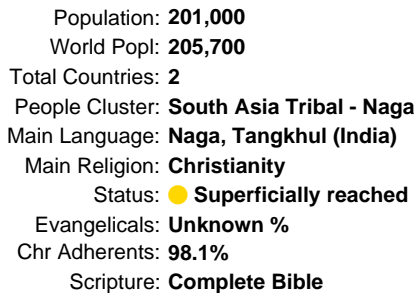 Population: 201,000
World Popl: 205,700
Total Countries: 2
People Cluster: South Asia Tribal - Naga
Main Language: Naga, Tangkhul (India)
Main Religion: Christianity
Status: Superficially reached
Evangelicals: Unknown %
Chr Adherents: 98.1%
Scripture: Complete Bible